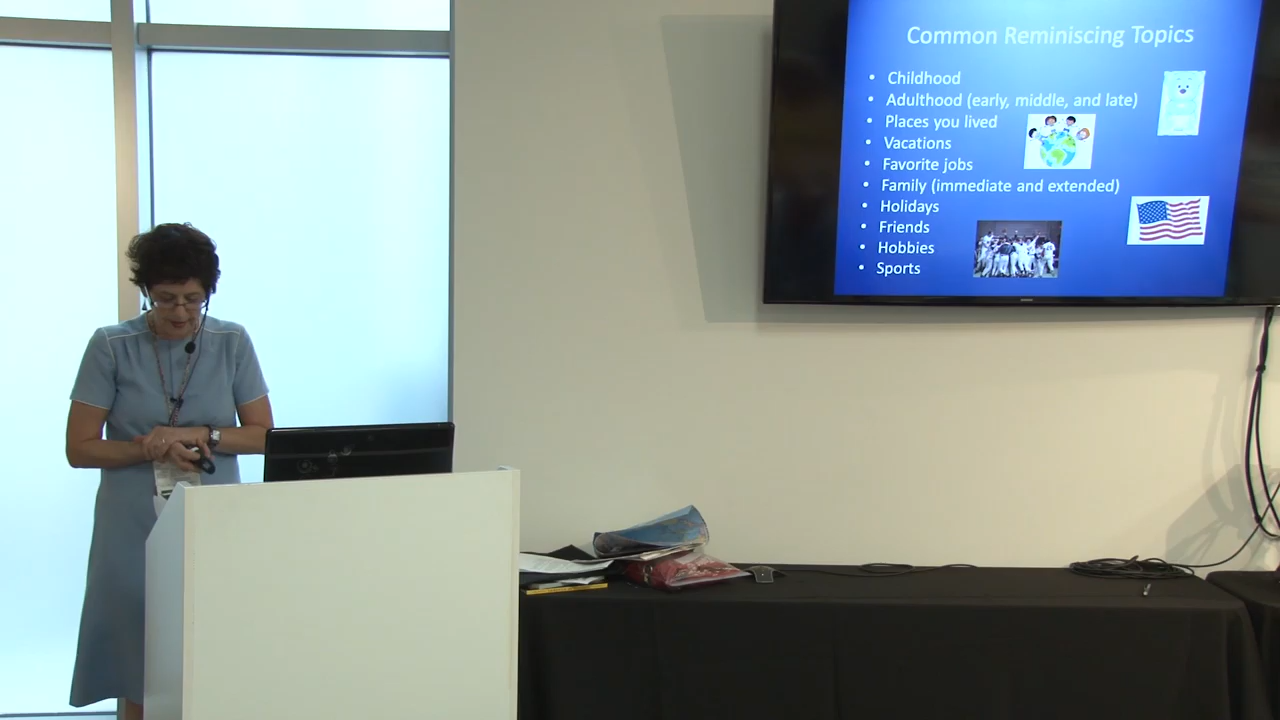 Common Reminiscing Topics
• Childhood
• Adulthood (early, middle, and late)
• Places you lived
• Vacations
• Favorite jobs
• Family (immediate and extended)
• Holidays
• Friends
• Hobbies
• Sports